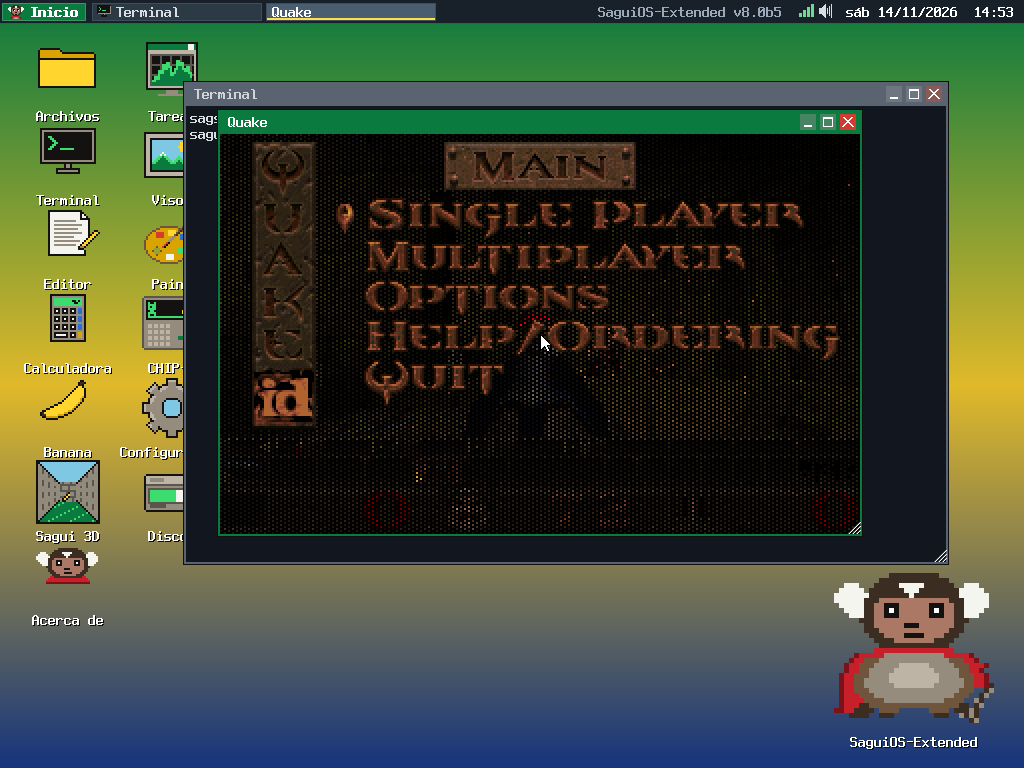 Inicio
Terminal
Quake
SaguiOS-Extended v8.0b5
sáb 14/11/2026
14:53
Archivos
Terminal
Editor
Calculadora
CHIP-
Banana
Sagui 3D
Acerca de
Terminal
Quake
QUAKE
id
MAIN
SINGLE PLAYER
MULTIPLAYER
OPTIONS
HELP/ORDERING
QUIT
SaguiOS-Extended